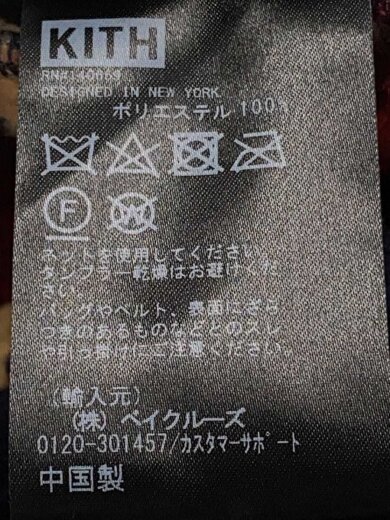 KITH
RN#140669
DESIGNED IN NEW YORK
ポリエステル 100%
F
W
ネットを使用してください。
タンブラー乾燥はお避けくだ
さい。
バッグやベルト、表面にざら
つきのあるものなどとのスレ
や引っ掛けにご注意ください。
(輸入元)
(株) ベイクルーズ
0120-301457/カスタマーサポート
中国製